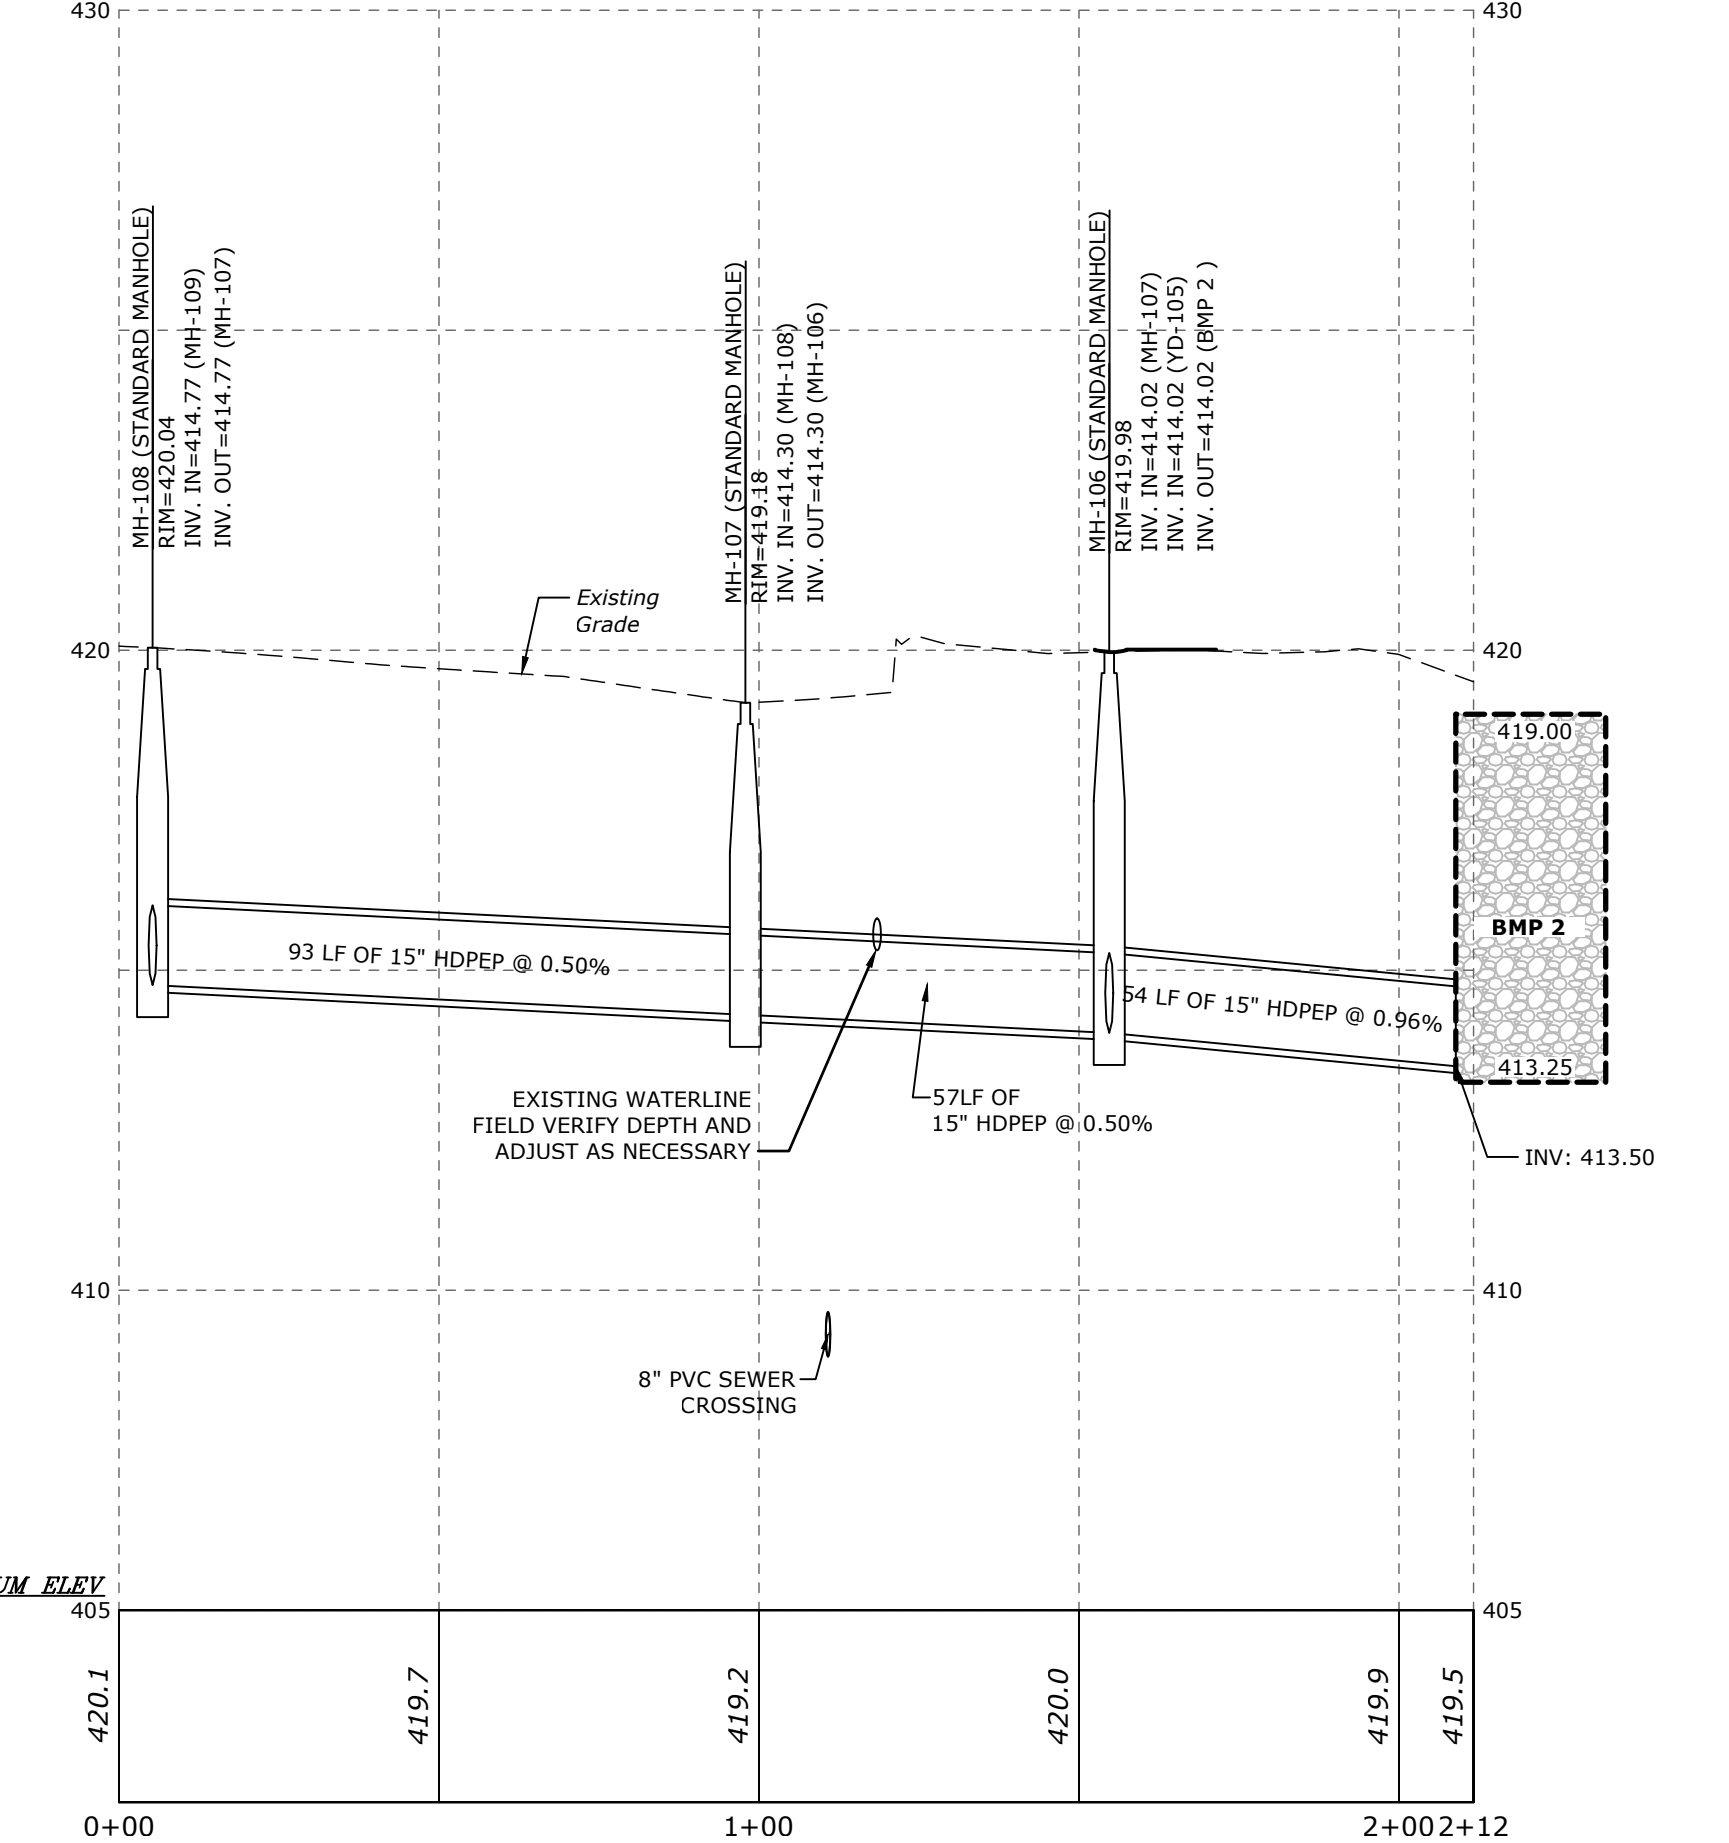 430
430
MH-108 (STANDARD MANHOLE)
RIM=420.04
INV. IN=414.77 (MH-109)
INV. OUT=414.77 (MH-107)
MH-107 (STANDARD MANHOLE)
RIM=419.18
INV. IN=414.30 (MH-108)
INV. OUT=414.30 (MH-106)
MH-106 (STANDARD MANHOLE)
RIM=419.98
INV. IN=414.02 (MH-107)
INV. IN=414.02 (YD-105)
INV. OUT=414.02 (BMP 2 )
Existing
Grade
420
420
419.00
BMP 2
413.25
93 LF OF 15" HDPEP @ 0.50%
54 LF OF 15" HDPEP @ 0.96%
EXISTING WATERLINE
FIELD VERIFY DEPTH AND
ADJUST AS NECESSARY
57LF OF
15" HDPEP @ 0.50%
INV: 413.50
410
410
8" PVC SEWER
CROSSING
UM ELEV
405
405
420.1
419.7
419.2
420.0
419.9
419.5
0+00
1+00
2+00
2+12